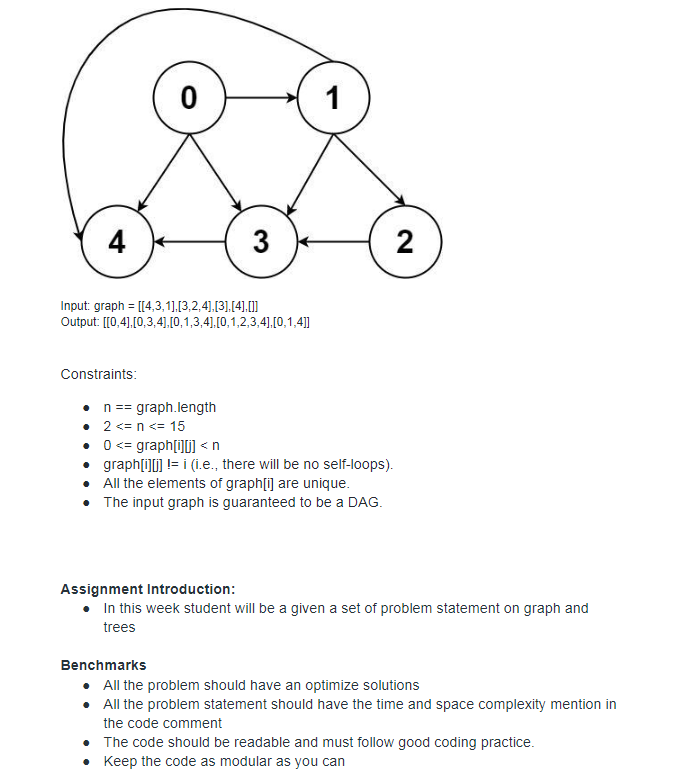 0 1
4 3 2
Input: graph = [[4,3,1],[3,2,4],[3],[4],[]]
Output: [[0,4],[0,3,4],[0,1,3,4],[0,1,2,3,4],[0,1,4]]
Constraints:
● n == graph.length
● 2 <= n <= 15
● 0 <= graph[i][j] < n
● graph[i][j] != i (i.e., there will be no self-loops).
● All the elements of graph[i] are unique.
● The input graph is guaranteed to be a DAG.
Assignment Introduction:
● In this week student will be a given a set of problem statement on graph and
trees
Benchmarks
● All the problem should have an optimize solutions
● All the problem statement should have the time and space complexity mention in
the code comment
● The code should be readable and must follow good coding practice.
● Keep the code as modular as you can